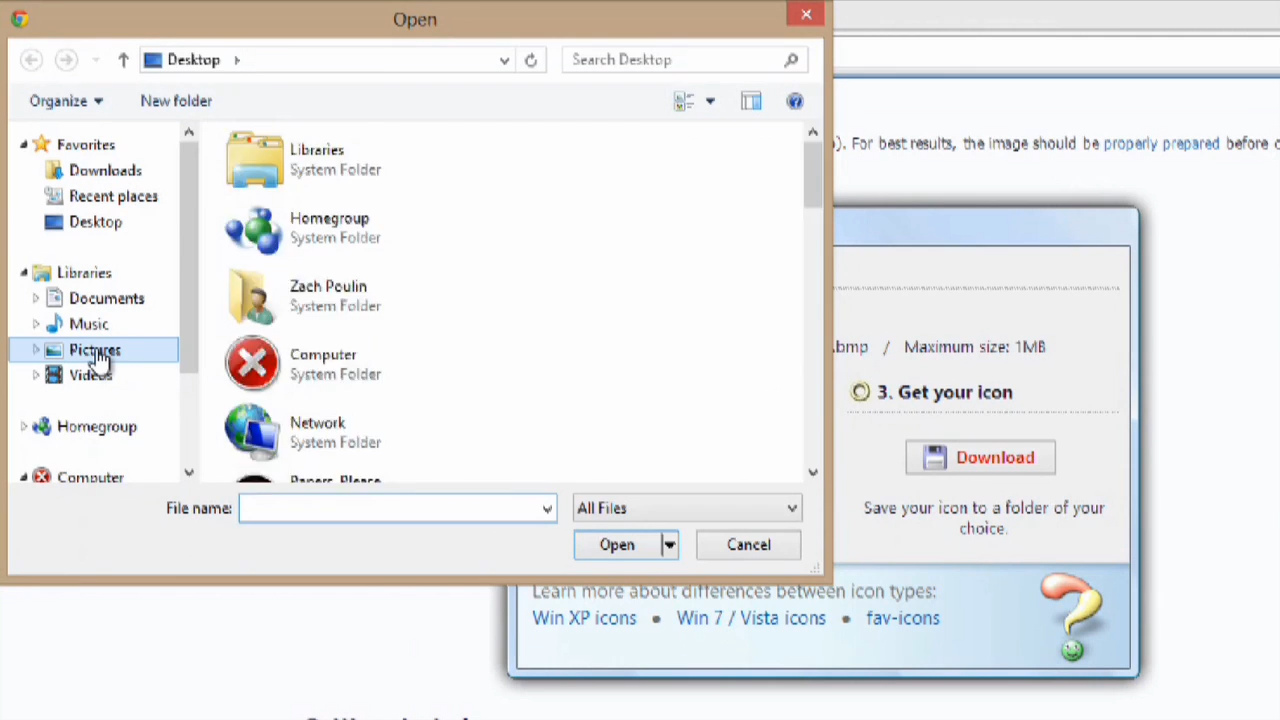 Open
Desktop
Search Desktop
Organize
New folder
b). For best results, the image should be properly prepared before c
Favorites
Downloads
Recent places
Desktop
Libraries
Documents
Music
Pictures
Videos
Homegroup
Computer
Libraries
System Folder
Homegroup
System Folder
Zach Poulin
System Folder
Computer
System Folder
Network
System Folder
Papers, Please
.bmp / Maximum size: 1MB
3. Get your icon
Download
Save your icon to a folder of your
choice.
File name:
All Files
Open
Cancel
Learn more about differences between icon types:
Win XP icons • Win 7 / Vista icons • fav-icons